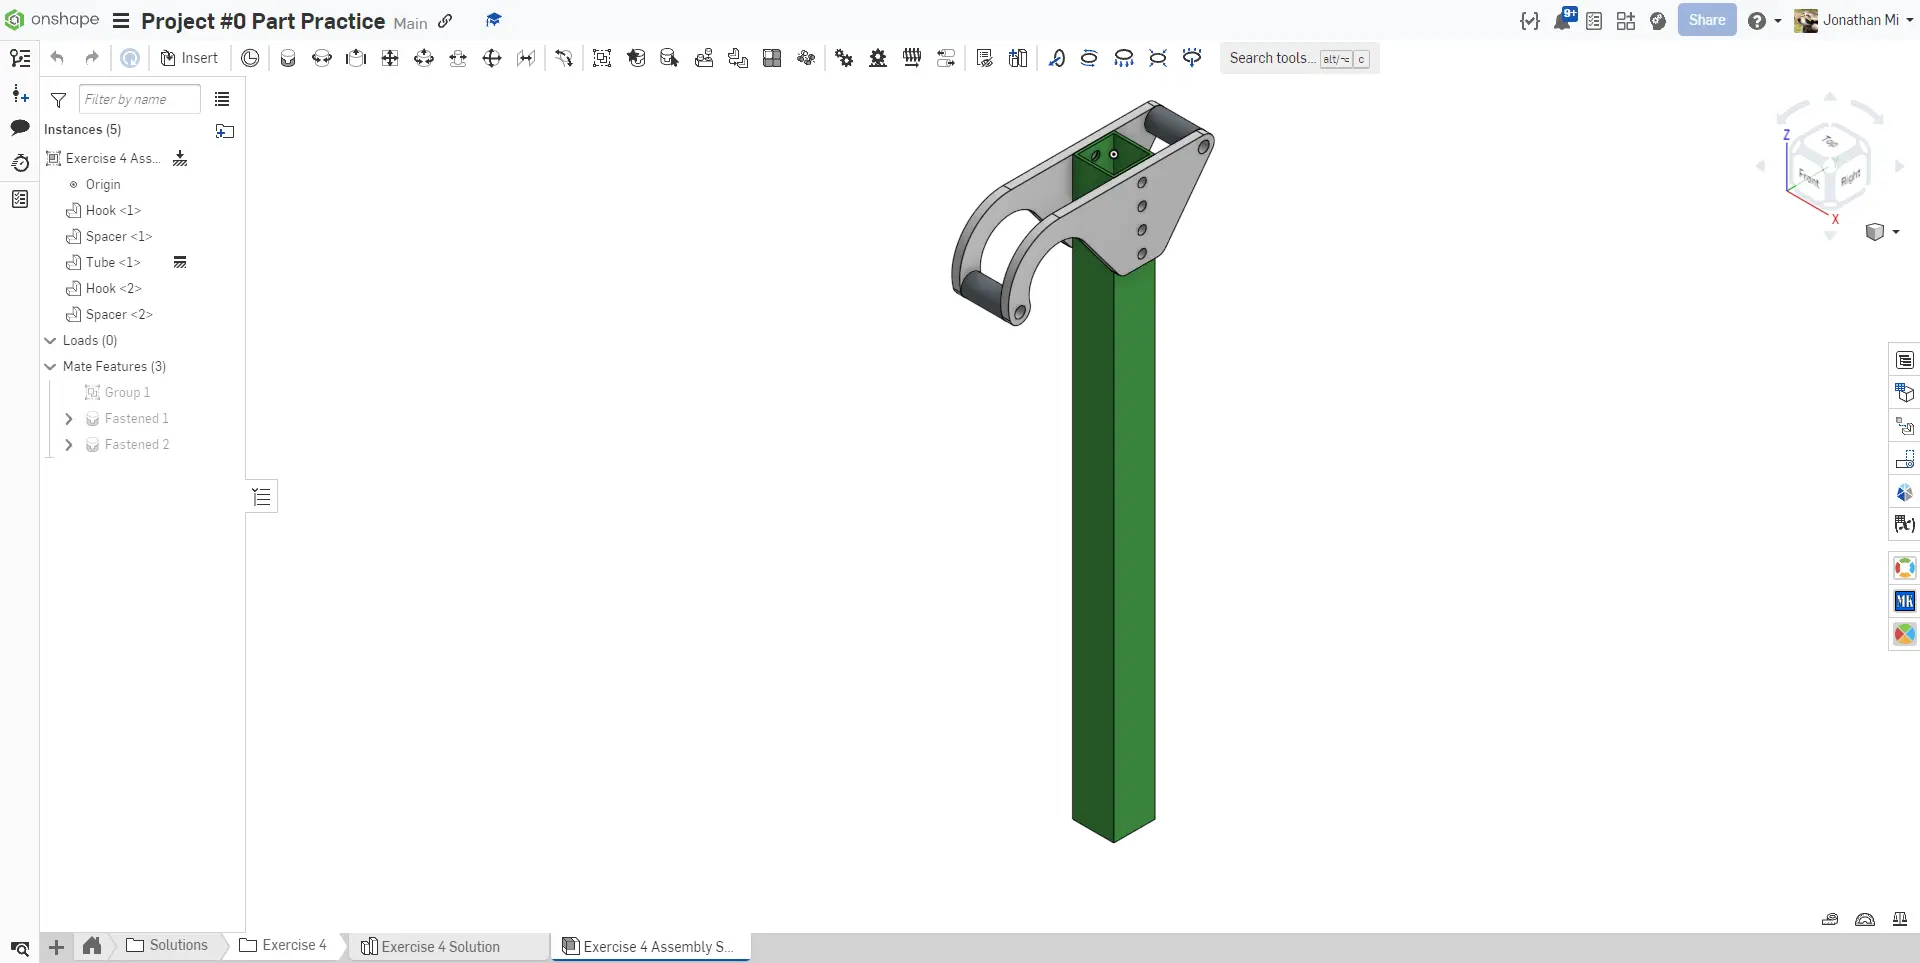 onshape
Project #0 Part Practice Main
9+
Share
Jonathan Mi
Insert
Search tools... alt/⌥ c
Filter by name
Instances (5)
Exercise 4 Ass...
Origin
Hook <1>
Spacer <1>
Tube <1>
Hook <2>
Spacer <2>
Loads (0)
Mate Features (3)
Group 1
Fastened 1
Fastened 2
Z
Top
Front
Right
X
(x)
MK
Solutions
Exercise 4
Exercise 4 Solution
Exercise 4 Assembly S...